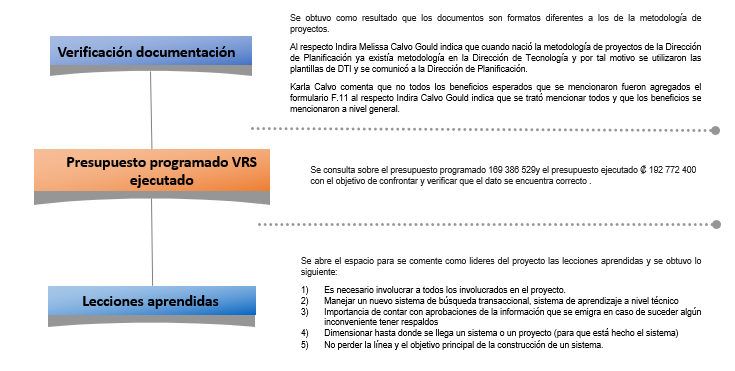 Verificación documentación
Se obtuvo como resultado que los documentos son formatos diferentes a los de la metodología de
proyectos.
Al respecto Indira Melissa Calvo Gould indica que cuando nació la metodología de proyectos de la Dirección
de Planificación ya existía metodología en la Dirección de Tecnología y por tal motivo se utilizaron las
plantillas de DTI y se comunicó a la Dirección de Planificación.
Karla Calvo comenta que no todos los beneficios esperados que se mencionaron fueron agregados el
formulario F.11 al respecto Indira Calvo Gould indica que se trató mencionar todos y que los beneficios se
mencionaron a nivel general.
Presupuesto programado VRS
ejecutado
Se consulta sobre el presupuesto programado 169 386 529y el presupuesto ejecutado ₡ 192 772 400
con el objetivo de confrontar y verificar que el dato se encuentra correcto .
Lecciones aprendidas
Se abre el espacio para se comente como lideres del proyecto las lecciones aprendidas y se obtuvo lo
siguiente:
1) Es necesario involucrar a todos los involucrados en el proyecto.
2) Manejar un nuevo sistema de búsqueda transaccional, sistema de aprendizaje a nivel técnico
3) Importancia de contar con aprobaciones de la información que se emigra en caso de suceder algún
inconveniente tener respaldos
4) Dimensionar hasta donde se llega un sistema o un proyecto (para que está hecho el sistema)
5) No perder la línea y el objetivo principal de la construcción de un sistema.